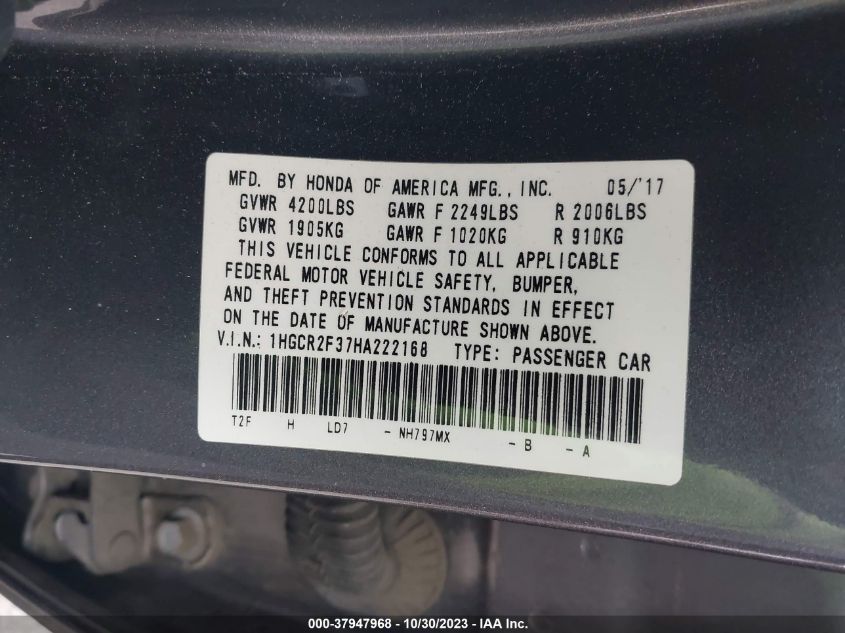 MFD. BY HONDA OF AMERICA MFG., INC. 05/'17
GVWR 4200LBS GAWR F 2249LBS R 2006LBS
GVWR 1905KG GAWR F 1020KG R 910KG
THIS VEHICLE CONFORMS TO ALL APPLICABLE
FEDERAL MOTOR VEHICLE SAFETY, BUMPER,
AND THEFT PREVENTION STANDARDS IN EFFECT
ON THE DATE OF MANUFACTURE SHOWN ABOVE.
V.I.N.: 1HGCR2F37HA222168 TYPE: PASSENGER CAR
T2F H LD7 - NH797MX - B - A
000-37947968 - 10/30/2023 - IAA Inc.